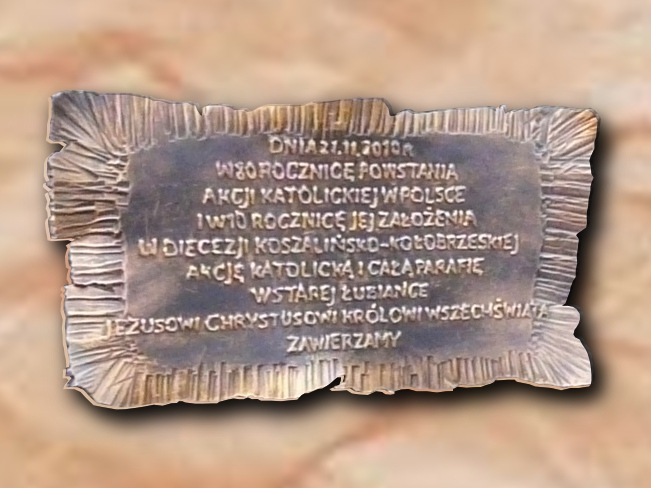 DNIA 21.11.2010 R
W 80 ROCZNICĘ POWSTANIA
AKCJI KATOLICKIEJ W POLSCE
I W 10 ROCZNICĘ JEJ ZAŁOŻENIA
W DIECEZJI KOSZALIŃSKO-KOŁOBRZESKIEJ
AKCJĘ KATOLICKĄ I CAŁĄ PARAFIĘ
W STAREJ ŁUBIANCE
JEZUSOWI CHRYSTUSOWI KRÓLOWI WSZECHŚWIATA
ZAWIERZAMY